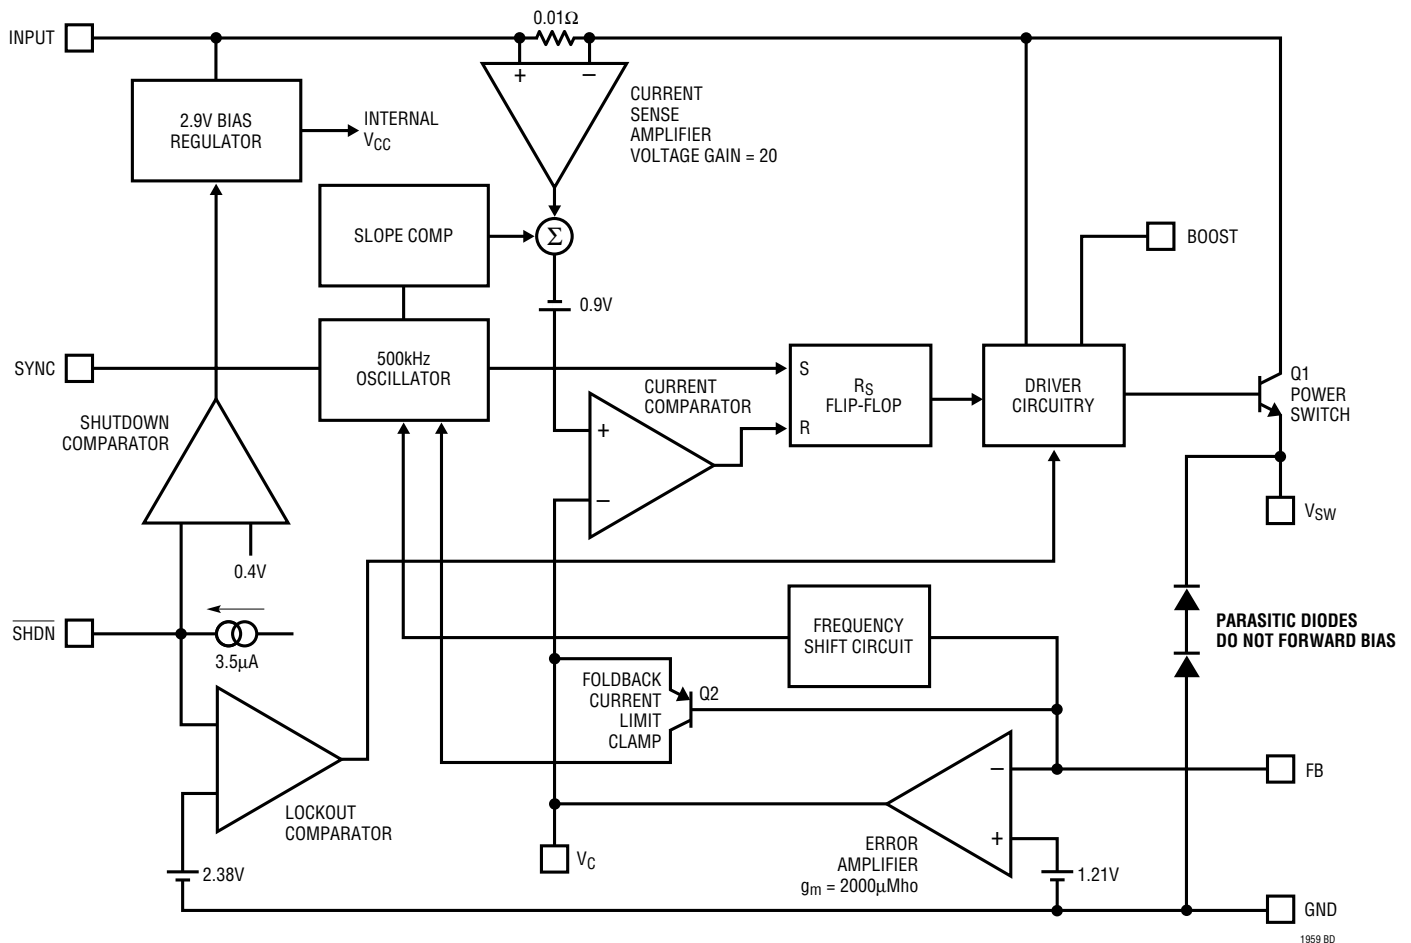 INPUT
0.01Ω
+
–
CURRENT
SENSE
AMPLIFIER
VOLTAGE GAIN = 20
2.9V BIAS
REGULATOR
INTERNAL
VCC
SLOPE COMP
Σ
BOOST
0.9V
SYNC
500kHz
OSCILLATOR
SHUTDOWN
COMPARATOR
CURRENT
COMPARATOR
+
–
S
R
RS
FLIP-FLOP
DRIVER
CIRCUITRY
Q1
POWER
SWITCH
VSW
0.4V
SHDN
3.5µA
FREQUENCY
SHIFT CIRCUIT
PARASITIC DIODES
DO NOT FORWARD BIAS
FOLDBACK
CURRENT
LIMIT
CLAMP
Q2
–
+
FB
LOCKOUT
COMPARATOR
2.38V
VC
ERROR
AMPLIFIER
gm = 2000µMho
1.21V
GND
1959 BD